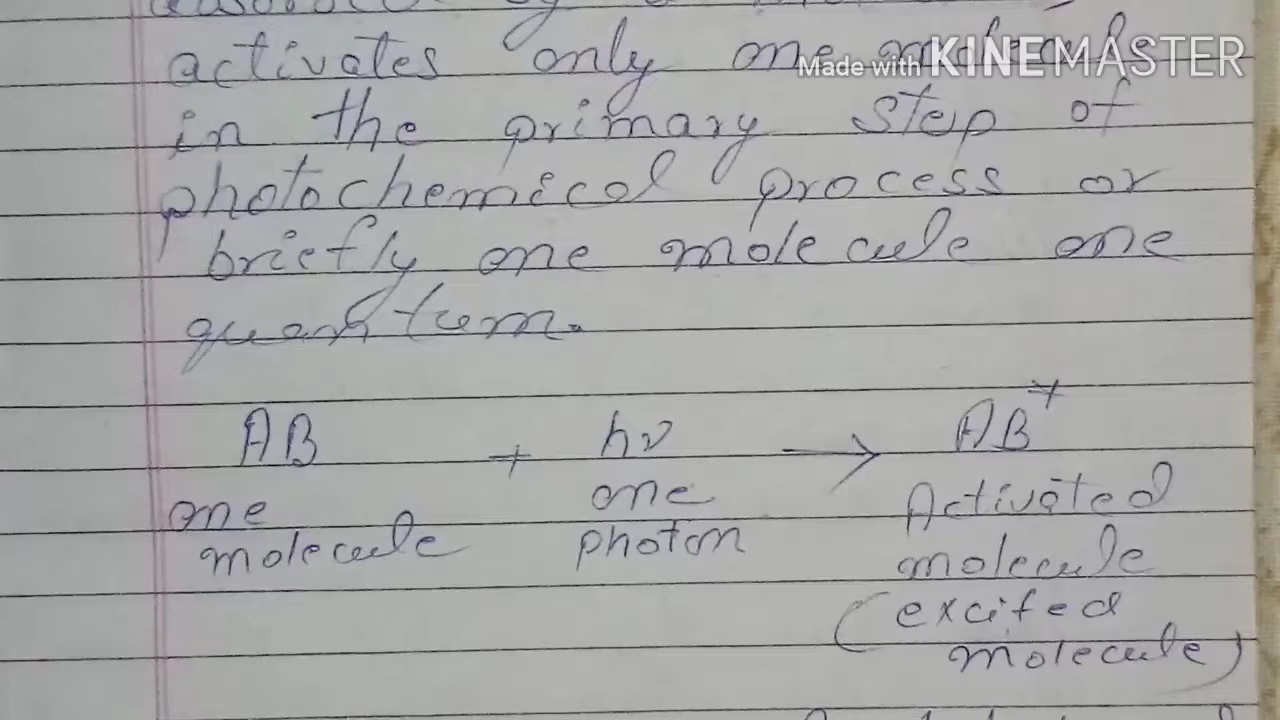 activates only one molecule
Made with KINEMASTER
in the primary step of
photochemical process or
briefly one molecule one
quantum.
AB + hν → AB*
one one Activated
molecule photon molecule
(excited
molecule)